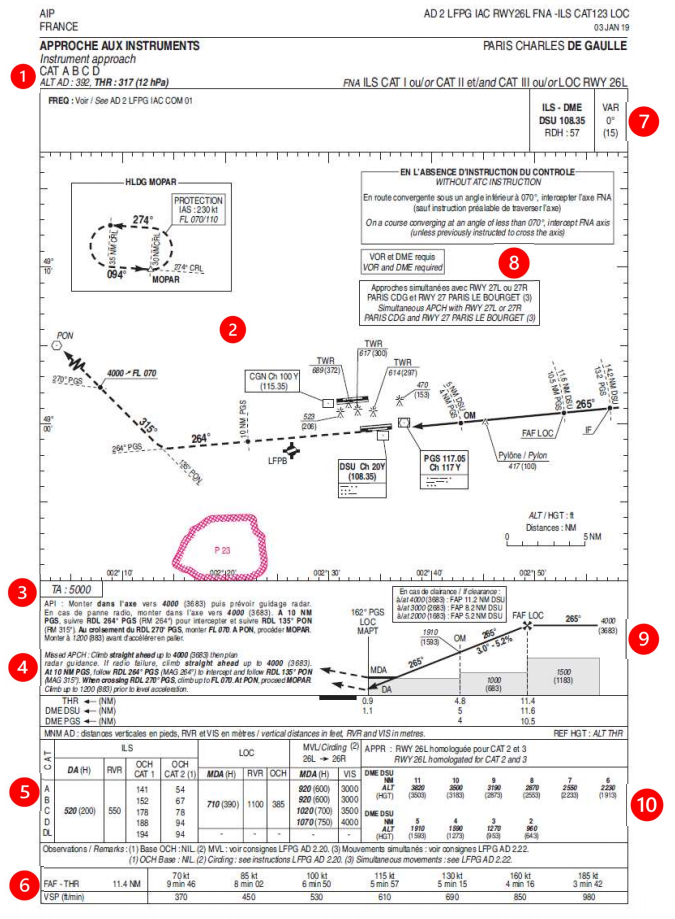 AIP
FRANCE
AD 2 LFPG IAC RWY26L FNA -ILS CAT123 LOC
03 JAN 19
APPROCHE AUX INSTRUMENTS
Instrument approach
CAT A B C D
ALT AD : 392, THR : 317 (12 hPa)
PARIS CHARLES DE GAULLE
FNA ILS CAT I ou/or CAT II et/and CAT III ou/or LOC RWY 26L
1
FREQ : Voir / See AD 2 LFPG IAC COM 01
ILS - DME
DSU 108.35
RDH : 57
VAR
0°
(15)
7
HLDG MOPAR
PROTECTION
IAS : 230 kt
FL 070/110
274°
35 NM CRL
30 NM CRL
094°
MOPAR
274° CRL
EN L'ABSENCE D'INSTRUCTION DU CONTROLE
WITHOUT ATC INSTRUCTION
En route convergente sous un angle inférieur à 070°, intercepter l'axe FNA
(sauf instruction préalable de traverser l'axe)
On a course converging at an angle of less than 070°, intercept FNA axis
(unless previously instructed to cross the axis)
VOR et DME requis
VOR and DME required
8
Approches simultanées avec RWY 27L ou 27R
PARIS CDG et RWY 27 PARIS LE BOURGET (3)
Simultaneous APCH with RWY 27L or 27R
PARIS CDG and RWY 27 PARIS LE BOURGET (3)
49°
10'
2
PON
270° PGS
4000 FL 070
315°
264° PGS
135° PON
264°
10 NM PGS
CGN Ch 100 Y
(115.35)
TWR
689 (372)
TWR
617 (300)
TWR
614 (297)
470
(153)
523
(206)
LFPB
DSU Ch 20Y
(108.35)
PGS 117.05
Ch 117 Y
5 NM DSU
4 NM PGS
OM
Pylône / Pylon
417 (100)
11.6 NM DSU
10.5 NM PGS
FAF LOC
265°
14.2 NM DSU
13.2 PGS
IF
49°
00'
P 23
ALT / HGT : ft
Distances : NM
0 5 NM
002° 10'
002° 20'
002° 30'
002° 40'
002° 50'
3
TA : 5000
API : Monter dans l'axe vers 4000 (3683) puis prévoir guidage radar.
En cas de panne radio, monter dans l'axe vers 4000 (3683). A 10 NM
PGS, suivre RDL 264° PGS (RM 264°) pour intercepter et suivre RDL 135° PON
(RM 315°). Au croisement du RDL 270° PGS, monter FL 070. A PON, procéder MOPAR.
Monter à 1200 (883) avant d'accélérer en palier.
4
Missed APCH : Climb straight ahead up to 4000 (3683) then plan
radar guidance. If radio failure, climb straight ahead up to 4000 (3683).
At 10 NM PGS, follow RDL 264° PGS (MAG 264°) to intercept and follow RDL 135° PON
(MAG 315°). When crossing RDL 270° PGS, climb up to FL 070. At PON, proceed MOPAR.
Climb up to 1200 (883) prior to level acceleration.
En cas de clairance / If clearance :
à/at 4000 (3683) : FAP 11.2 NM DSU
à/at 3000 (2683) : FAP 8.2 NM DSU
à/at 2000 (1683) : FAP 5.2 NM DSU
162° PGS
LOC
MAPT
1910
(1593)
OM
FAF LOC
265°
4000
(3683)
265°
3.0° - 5.2%
265°
MDA
DA
1000
(683)
1500
(1183)
9
THR (NM) 0.9 4.8 11.4
DME DSU (NM) 1.1 5 11.6
DME PGS (NM) 4 10.5
MNM AD : distances verticales en pieds, RVR et VIS en mètres / vertical distances in feet, RVR and VIS in metres. REF HGT : ALT THR
CAT
ILS
LOC
MVL/Circling (2)
26L → 26R
APPR : RWY 26L homologuée pour CAT 2 et 3
RWY 26L homologated for CAT 2 and 3
DA (H) RVR OCH CAT 1 OCH CAT 2 (1) MDA (H) RVR OCH MDA (H) VIS
5
A 141 54 920 (600) 3000
B 152 67 920 (600) 3000
C 520 (200) 550 178 78 710 (390) 1100 385 1020 (700) 3500
D 188 94 1070 (750) 4000
DL 194 94 - - - - -
DME DSU
NM 11 10 9 8 7 6
ALT 3820 3500 3190 2870 2550 2230
(HGT) (3503) (3183) (2873) (2553) (2233) (1913)
DME DSU
NM 5 4 3 2
ALT 1910 1590 1270 960
(HGT) (1593) (1273) (953) (643)
10
Observations / Remarks : (1) Base OCH : NIL. (2) MVL : voir consignes LFPG AD 2.20. (3) Mouvements simultanés : voir consignes LFPG AD 2.22.
(1) OCH Base : NIL. (2) Circling : see instructions LFPG AD 2.20. (3) Simultaneous movements : see LFPG AD 2.22.
6
70 kt 85 kt 100 kt 115 kt 130 kt 160 kt 185 kt
FAF - THR 11.4 NM 9 min 46 8 min 02 6 min 50 5 min 57 5 min 15 4 min 16 3 min 42
VSP (ft/min) 370 450 530 610 690 850 980